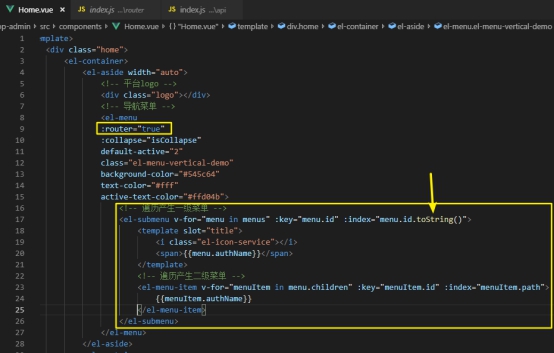 Home.vue × JS index.js ...\router JS index.js ...\api
op-admin > src > components > Home.vue > {} "Home.vue" > template > div.home > el-container > el-aside > el-menu.el-menu-vertical-demo
1 mplate>
2 <div class="home">
3 <el-container>
4 <el-aside width="auto">
5 <!-- 平台logo -->
6 <div class="logo"></div>
7 <!-- 导航菜单 -->
8 <el-menu
9 :router="true"
10 :collapse="isCollapse"
11 default-active="2"
12 class="el-menu-vertical-demo"
13 background-color="#545c64"
14 text-color="#fff"
15 active-text-color="#ffd04b">
16 <!-- 遍历产生一级菜单 -->
17 <el-submenu v-for="menu in menus" :key="menu.id" :index="menu.id.toString()">
18 <template slot="title">
19 <i class="el-icon-service"></i>
20 <span>{{menu.authName}}</span>
21 </template>
22 <!-- 遍历产生二级菜单 -->
23 <el-menu-item v-for="menuItem in menu.children" :key="menuItem.id" :index="menuItem.path">
24 {{menuItem.authName}}
25 </el-menu-item>
26 </el-submenu>
27 </el-menu>
28 </el-aside>